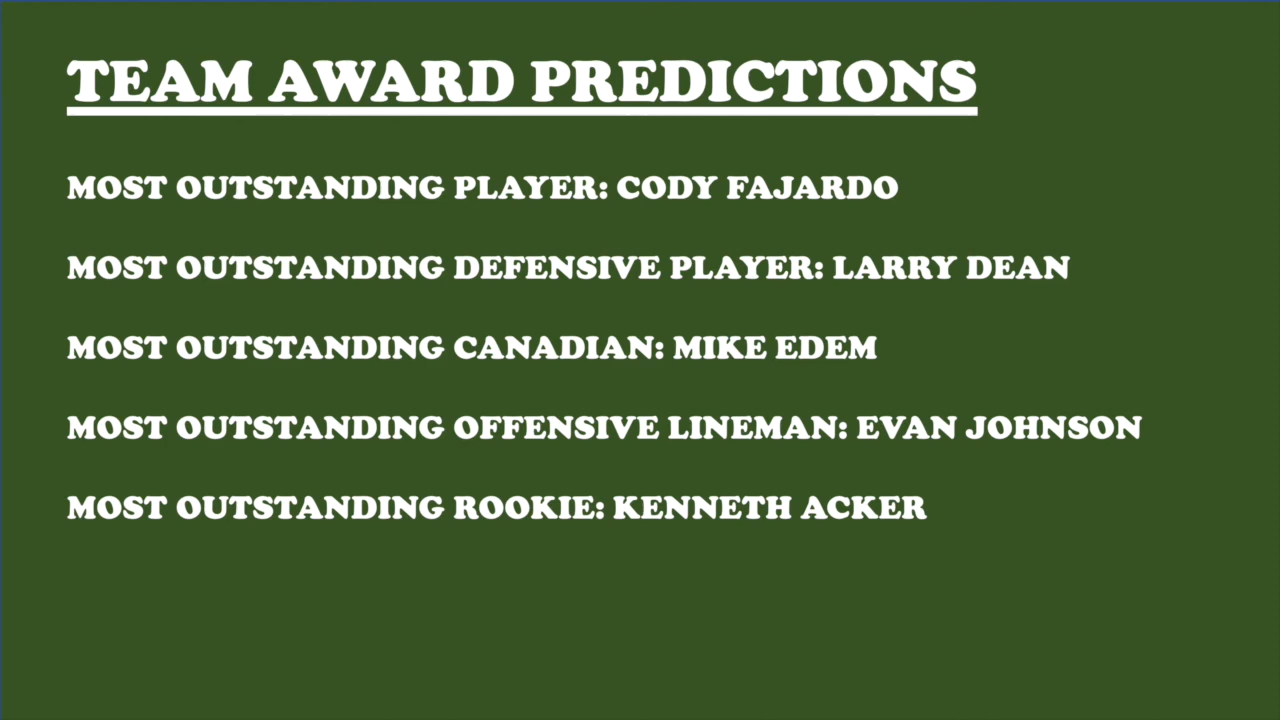 TEAM AWARD PREDICTIONS
MOST OUTSTANDING PLAYER: CODY FAJARDO
MOST OUTSTANDING DEFENSIVE PLAYER: LARRY DEAN
MOST OUTSTANDING CANADIAN: MIKE EDEM
MOST OUTSTANDING OFFENSIVE LINEMAN: EVAN JOHNSON
MOST OUTSTANDING ROOKIE: KENNETH ACKER